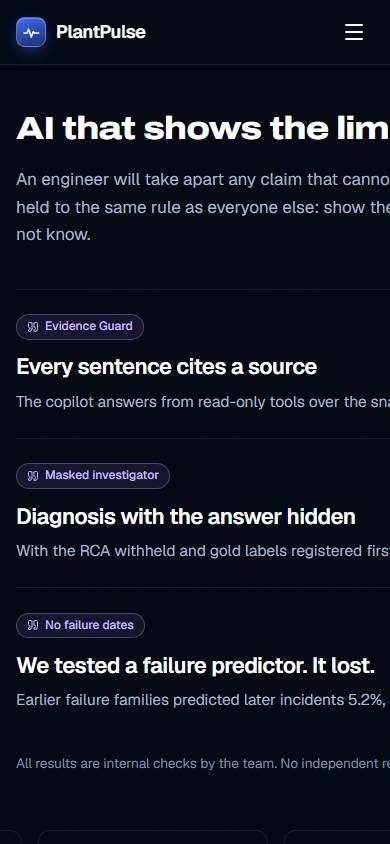 PlantPulse
AI that shows the lim
An engineer will take apart any claim that canno
held to the same rule as everyone else: show the
not know.
Evidence Guard
Every sentence cites a source
The copilot answers from read-only tools over the sna
Masked investigator
Diagnosis with the answer hidden
With the RCA withheld and gold labels registered firs
No failure dates
We tested a failure predictor. It lost.
Earlier failure families predicted later incidents 5.2%,
All results are internal checks by the team. No independent re